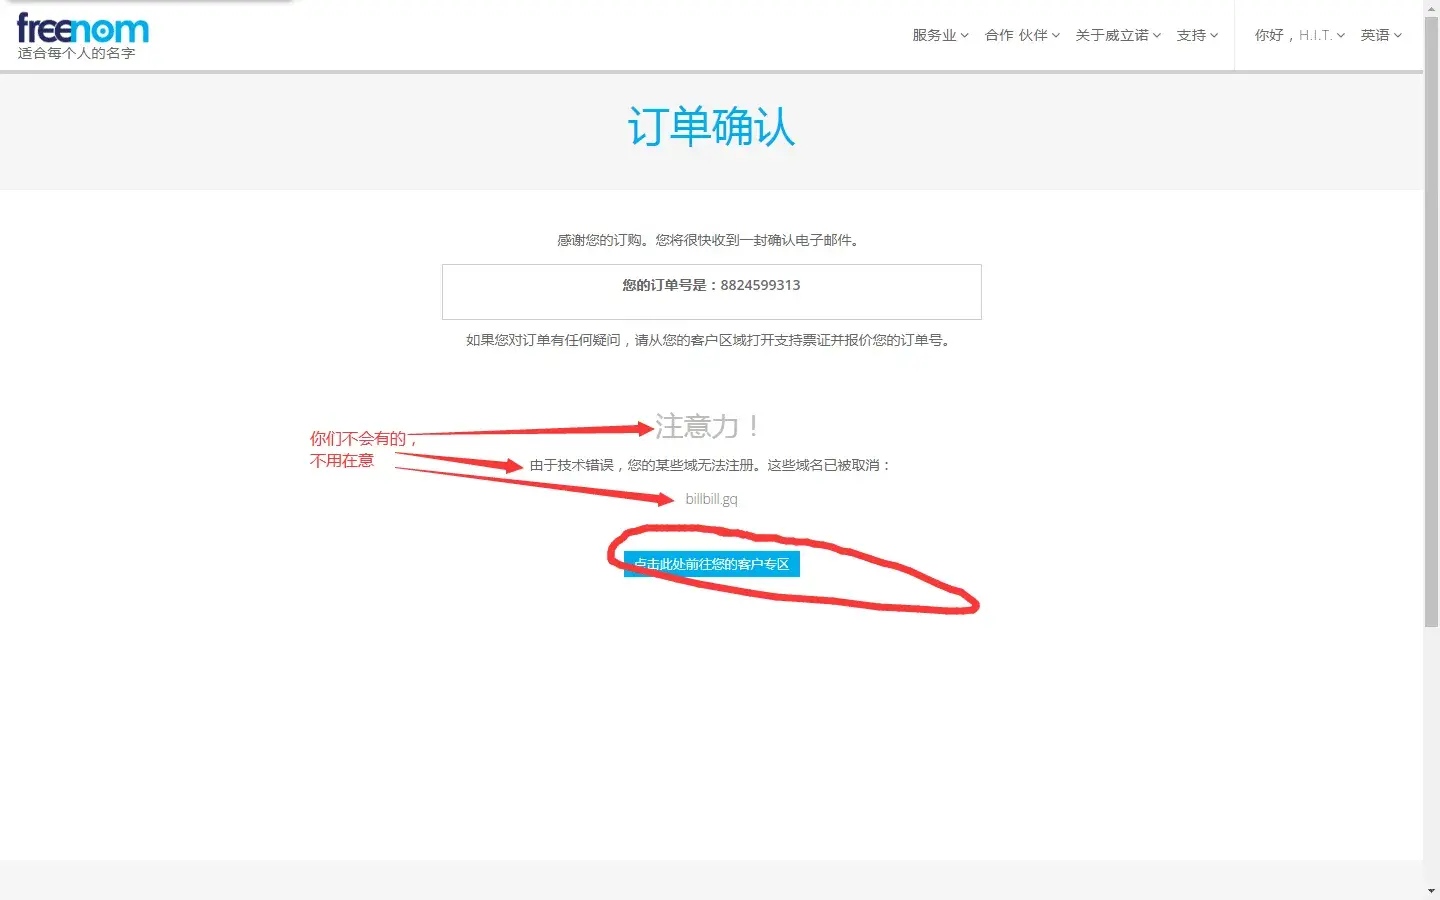 freenom
适合每个人的名字
服务业 合作 伙伴 关于威立诺 支持 你好，H.I.T. 英语
订单确认
感谢您的订购。您将很快收到一封确认电子邮件。
您的订单号是：8824599313
如果您对订单有任何疑问，请从您的客户区域打开支持票证并报价您的订单号。
注意力！
你们不会有的，
不用在意
由于技术错误，您的某些域无法注册。这些域名已被取消：
billbill.gq
点击此处前往您的客户专区